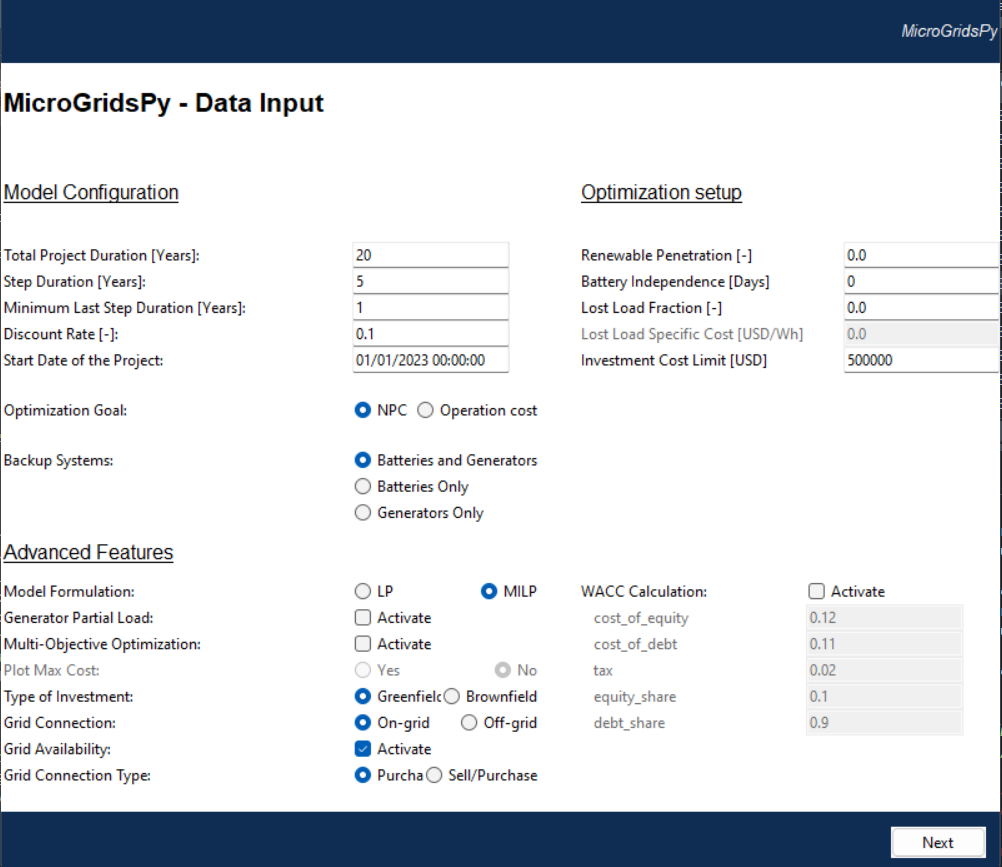 MicroGridsPy
MicroGridsPy - Data Input
Model Configuration
Total Project Duration [Years]: 20
Step Duration [Years]: 5
Minimum Last Step Duration [Years]: 1
Discount Rate [-]: 0.1
Start Date of the Project: 01/01/2023 00:00:00
Optimization Goal: NPC Operation cost
Backup Systems: Batteries and Generators
Batteries Only
Generators Only
Optimization setup
Renewable Penetration [-] 0.0
Battery Independence [Days] 0
Lost Load Fraction [-] 0.0
Lost Load Specific Cost [USD/Wh] 0.0
Investment Cost Limit [USD] 500000
Advanced Features
Model Formulation: LP MILP
Generator Partial Load: Activate
Multi-Objective Optimization: Activate
Plot Max Cost: Yes No
Type of Investment: Greenfield Brownfield
Grid Connection: On-grid Off-grid
Grid Availability: Activate
Grid Connection Type: Purcha Sell/Purchase
WACC Calculation: Activate
cost_of_equity 0.12
cost_of_debt 0.11
tax 0.02
equity_share 0.1
debt_share 0.9
Next